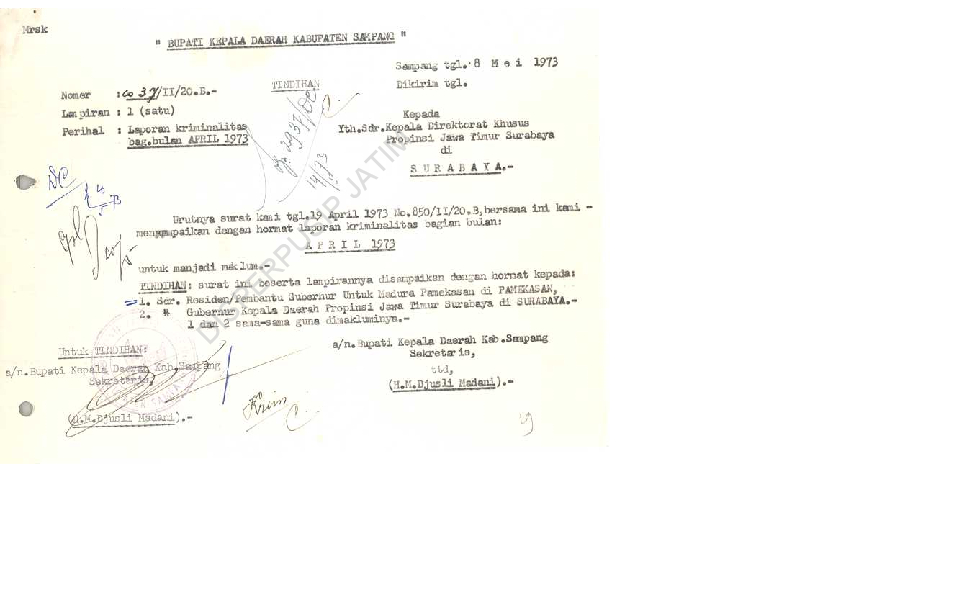 Mrsk
" BUPATI KEPALA DAERAH KABUPATEN SAMPANG "
Sampang tgl. 8 M e i 1973
TINDIHAN
Dikirim tgl.
Nomer : /II/20.B.-
Lampiran : 1 (satu)
Perihal : Laporan kriminalitas
bag.bulan APRIL 1973
Kepada
Yth.Sdr.Kepala Direktorat Khusus
Propinsi Jawa Timur Surabaya
di
S U R A B A Y A.-
Urutnya surat kami tgl.19 April 1973 No.850/II/20.B,bersama ini kami -
menyampaikan dengan hormat laporan kriminalitas bagian bulan:
A P R I L 1973
untuk manjadi maklum.-
TINDIHAN: surat ini beserta lampirannya disampaikan dengan hormat kepada:
1. Sdr. Residen/Pembantu Gubernur Untuk Madura Pamekasan di PAMEKASAN,
2. " Gubernur Kepala Daerah Propinsi Jawa Timur Surabaya di SURABAYA.-
1 dan 2 sama-sama guna dimakluminya.-
a/n. Bupati Kepala Daerah Kab.Sampang
Sekretaris,
ttd,
(H.M.Djusli Madani).-
Untuk TINDIHAN:
a/n.Bupati Kepala Daerah Kab.Sampang
Sekretaris,
(H.M.Djusli Madani).-
DISPERPUSIP JATIM